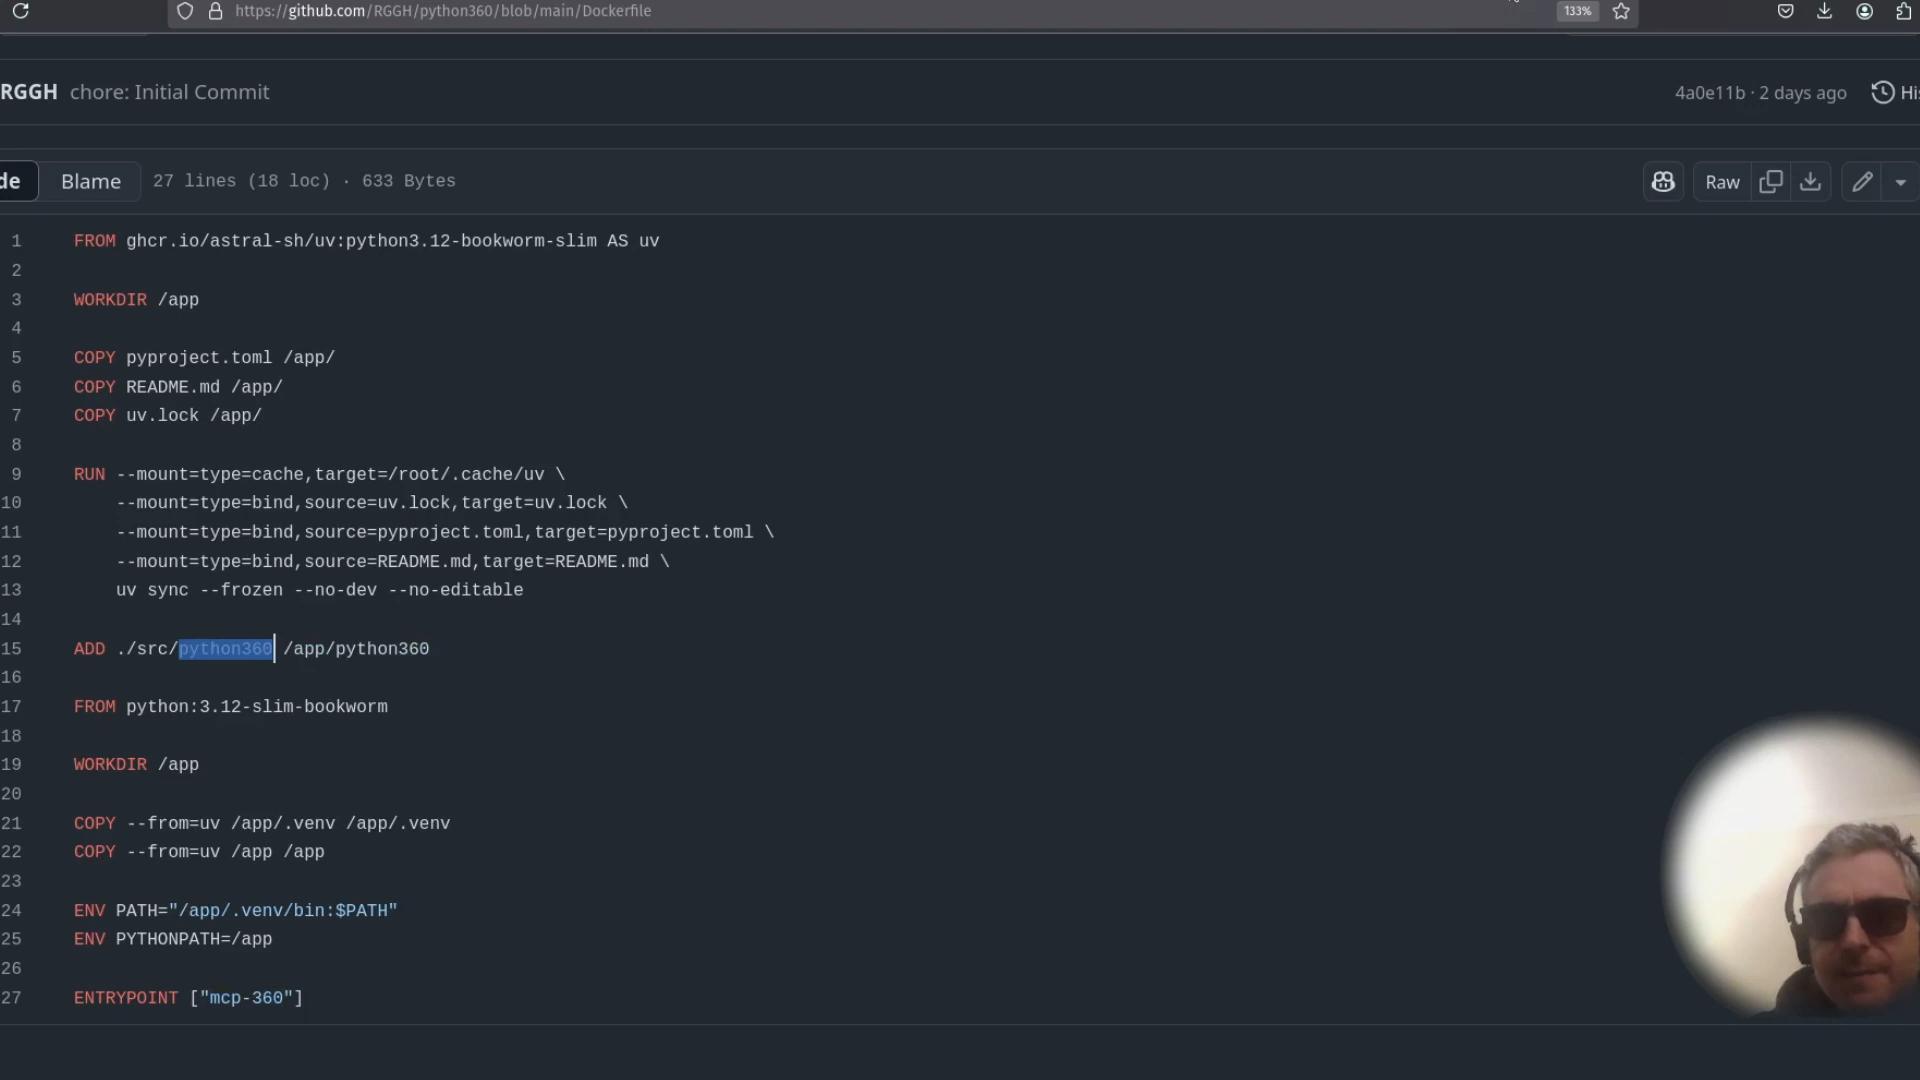 https://github.com/RGGH/python360/blob/main/Dockerfile
133%
RGGH chore: Initial Commit
4a0e11b · 2 days ago
His
de
Blame
27 lines (18 loc) · 633 Bytes
Raw
1 FROM ghcr.io/astral-sh/uv:python3.12-bookworm-slim AS uv
2
3 WORKDIR /app
4
5 COPY pyproject.toml /app/
6 COPY README.md /app/
7 COPY uv.lock /app/
8
9 RUN --mount=type=cache,target=/root/.cache/uv \
10 --mount=type=bind,source=uv.lock,target=uv.lock \
11 --mount=type=bind,source=pyproject.toml,target=pyproject.toml \
12 --mount=type=bind,source=README.md,target=README.md \
13 uv sync --frozen --no-dev --no-editable
14
15 ADD ./src/python360 /app/python360
16
17 FROM python:3.12-slim-bookworm
18
19 WORKDIR /app
20
21 COPY --from=uv /app/.venv /app/.venv
22 COPY --from=uv /app /app
23
24 ENV PATH="/app/.venv/bin:$PATH"
25 ENV PYTHONPATH=/app
26
27 ENTRYPOINT ["mcp-360"]